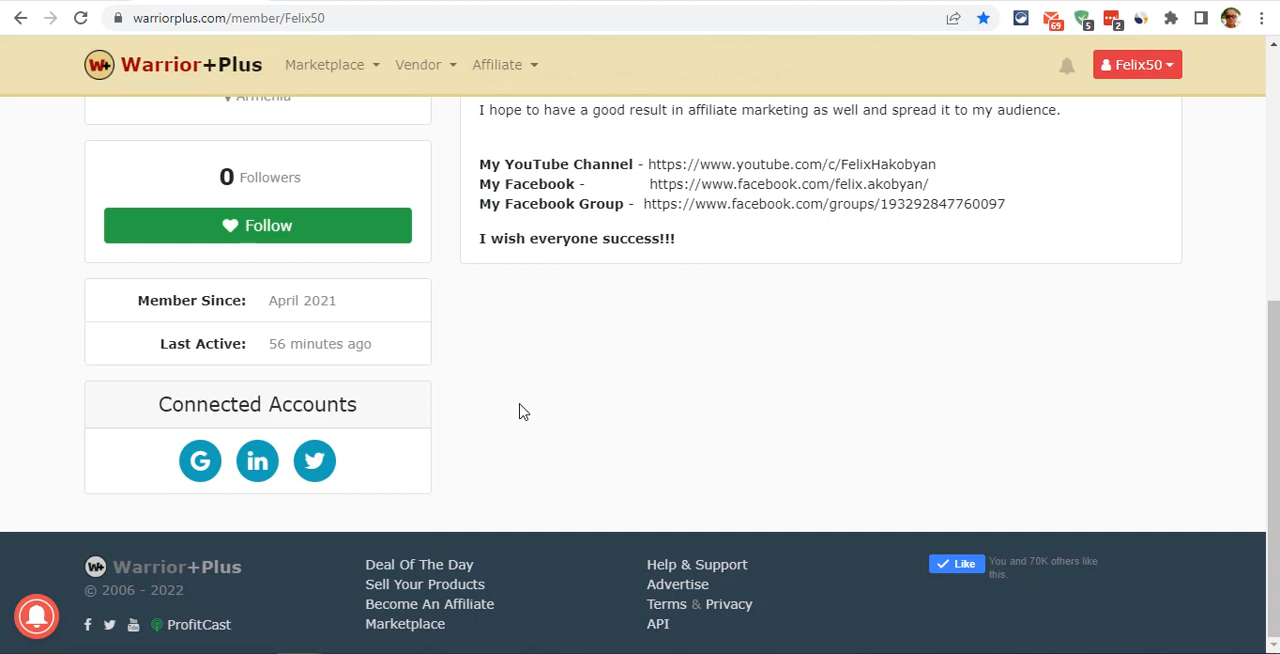 warriorplus.com/member/Felix50
69
5
2
W+ Warrior+Plus
Marketplace
Vendor
Affiliate
Felix50
Armenia
I hope to have a good result in affiliate marketing as well and spread it to my audience.
0 Followers
My YouTube Channel - https://www.youtube.com/c/FelixHakobyan
My Facebook - https://www.facebook.com/felix.akobyan/
My Facebook Group - https://www.facebook.com/groups/193292847760097
Follow
I wish everyone success!!!
Member Since: April 2021
Last Active: 56 minutes ago
Connected Accounts
G in
W+ Warrior+Plus
© 2006 - 2022
ProfitCast
Deal Of The Day
Sell Your Products
Become An Affiliate
Marketplace
Help & Support
Advertise
Terms & Privacy
API
Like
You and 70K others like
this.